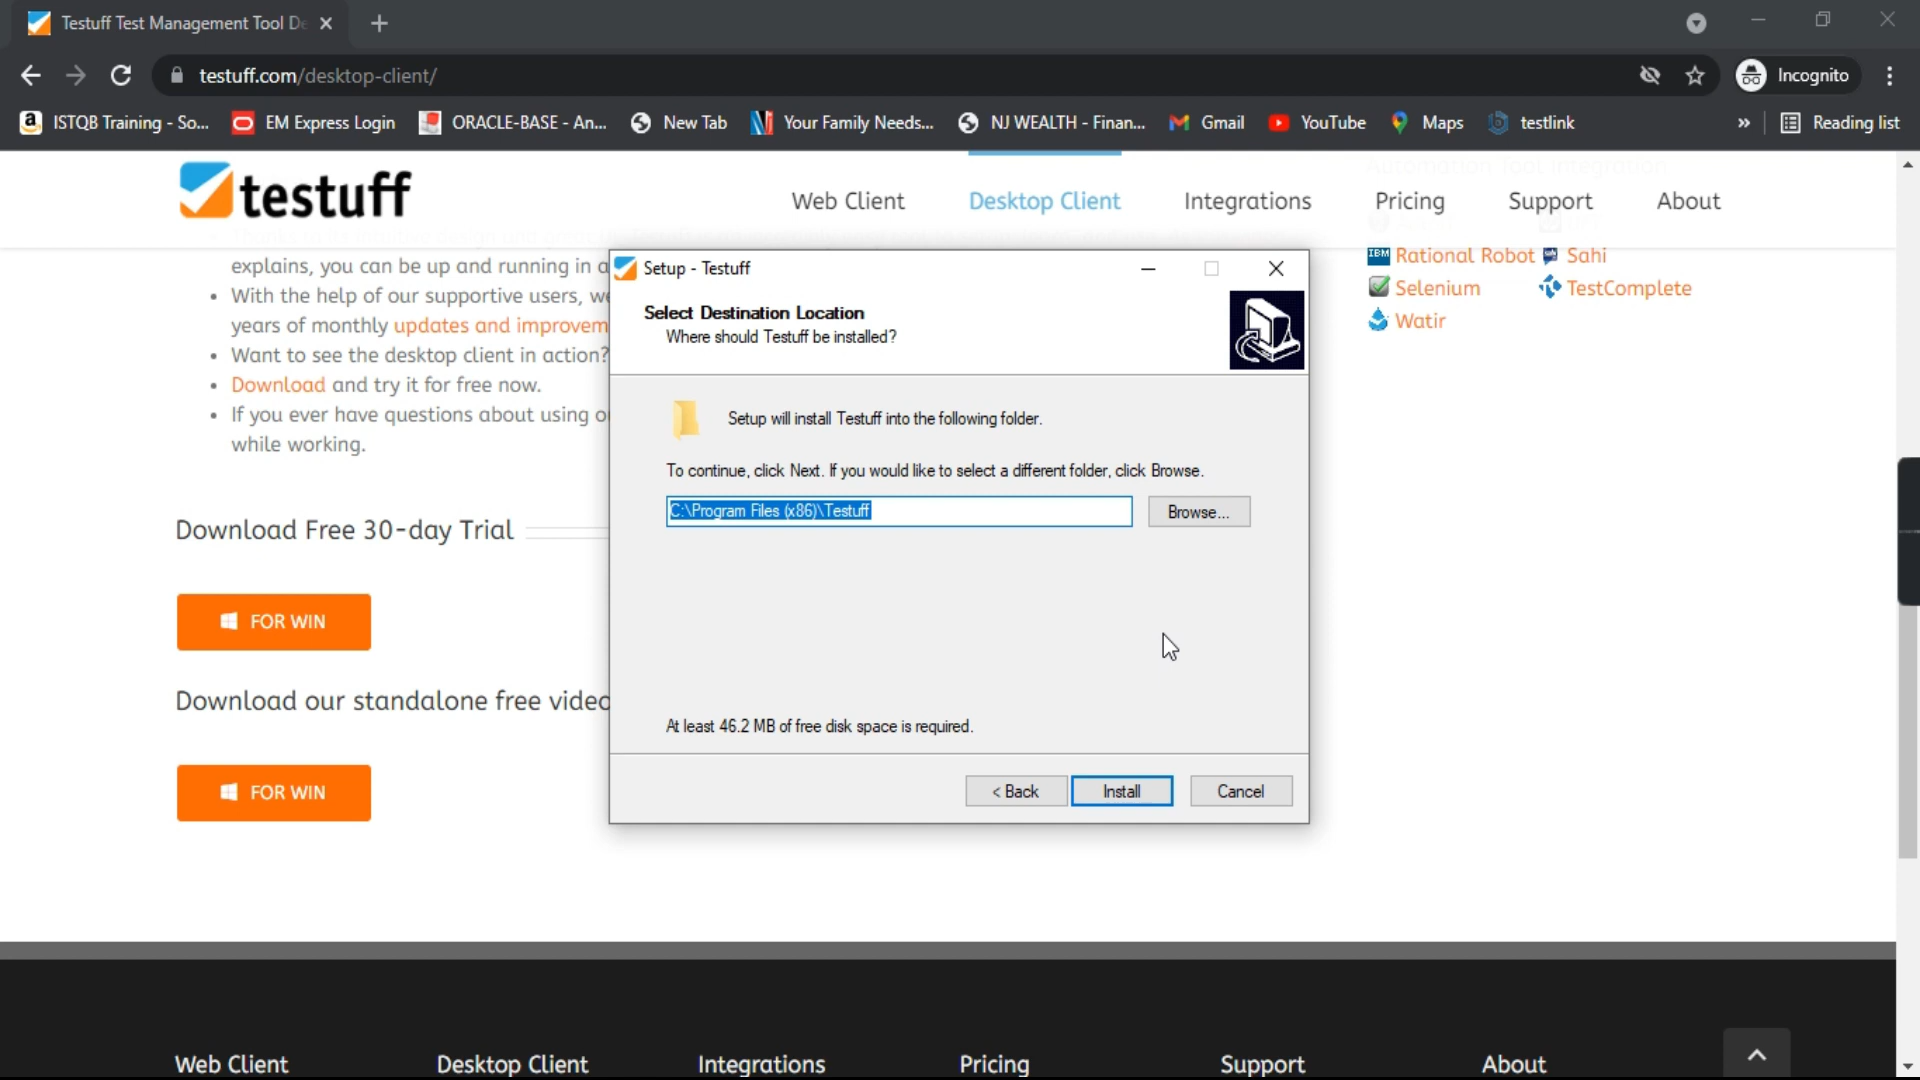 Testuff Test Management Tool De
testuff.com/desktop-client/
Incognito
ISTQB Training - So...
EM Express Login
ORACLE-BASE - An...
New Tab
Your Family Needs...
NJ WEALTH - Finan...
Gmail
YouTube
Maps
testlink
»
Reading list
testuff
Web Client
Desktop Client
Integrations
Pricing
Support
About
Automation Tool Integration
explains, you can be up and running in a
With the help of our supportive users, we
years of monthly updates and improvem
Want to see the desktop client in action?
Download and try it for free now.
If you ever have questions about using o
while working.
Download Free 30-day Trial
FOR WIN
Download our standalone free video
FOR WIN
IBM Rational Robot
Sahi
Selenium
TestComplete
Watir
Setup - Testuff
Select Destination Location
Where should Testuff be installed?
Setup will install Testuff into the following folder.
To continue, click Next. If you would like to select a different folder, click Browse.
C:\Program Files (x86)\Testuff
Browse...
At least 46.2 MB of free disk space is required.
< Back
Install
Cancel
Web Client
Desktop Client
Integrations
Pricing
Support
About